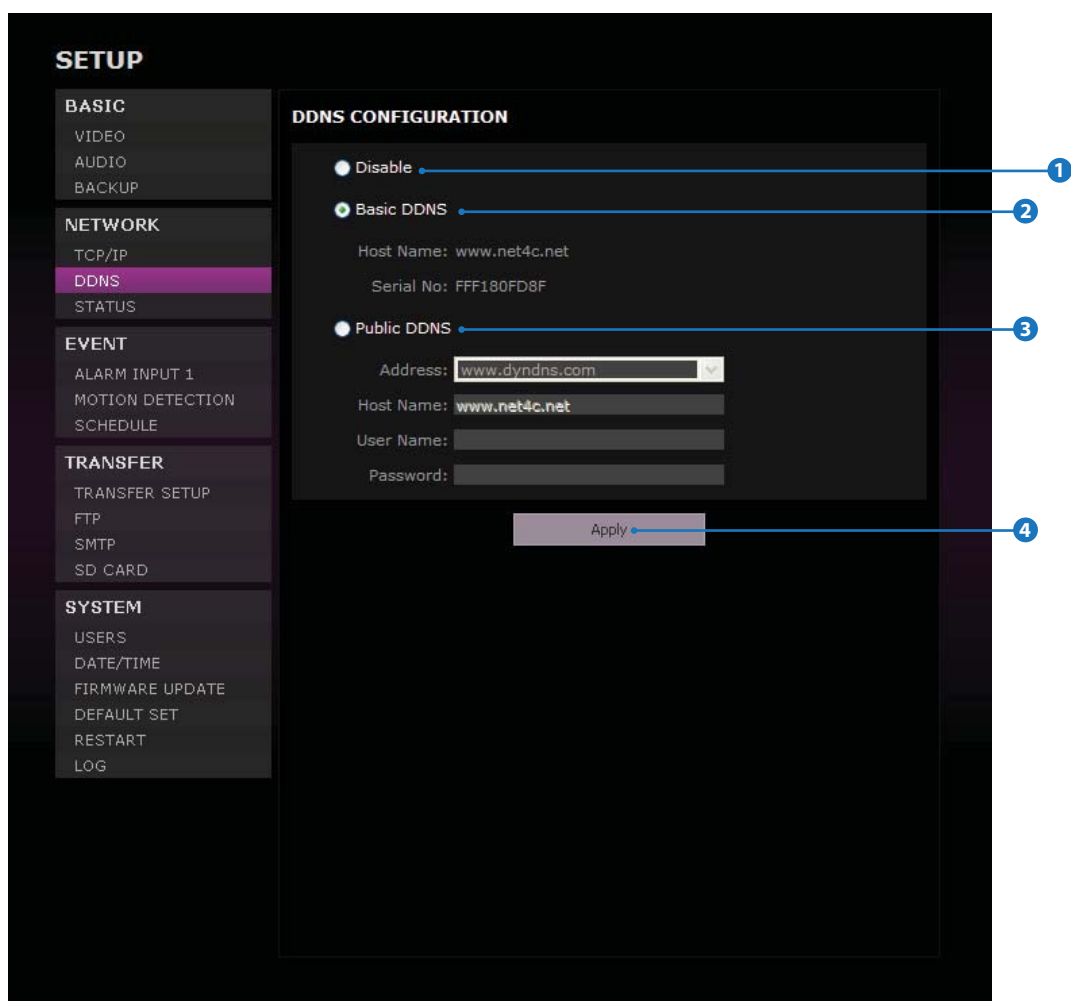 SETUP
BASIC
VIDEO
AUDIO
BACKUP
NETWORK
TCP/IP
DDNS
STATUS
EVENT
ALARM INPUT 1
MOTION DETECTION
SCHEDULE
TRANSFER
TRANSFER SETUP
FTP
SMTP
SD CARD
SYSTEM
USERS
DATE/TIME
FIRMWARE UPDATE
DEFAULT SET
RESTART
LOG
DDNS CONFIGURATION
Disable 1
Basic DDNS 2
Host Name: www.net4c.net
Serial No: FFF180FD8F
Public DDNS 3
Address: www.dyndns.com
Host Name: www.net4c.net
User Name:
Password:
Apply 4